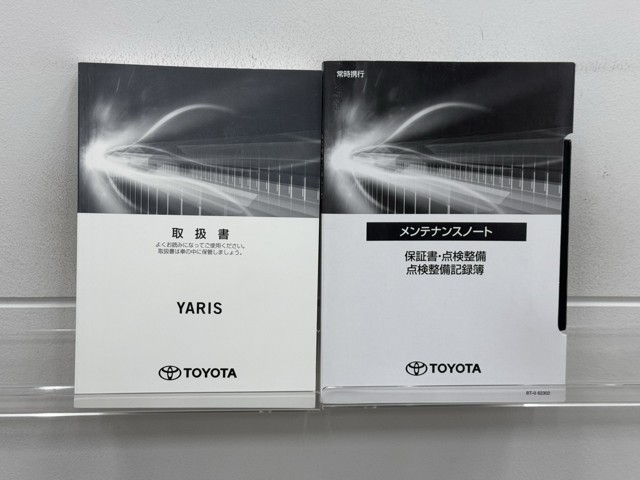 取扱書
よくお読みになってご使用ください。
取扱書は車の中に保管しましょう。
YARIS
TOYOTA
常時携行
メンテナンスノート
保証書・点検整備
点検整備記録簿
TOYOTA